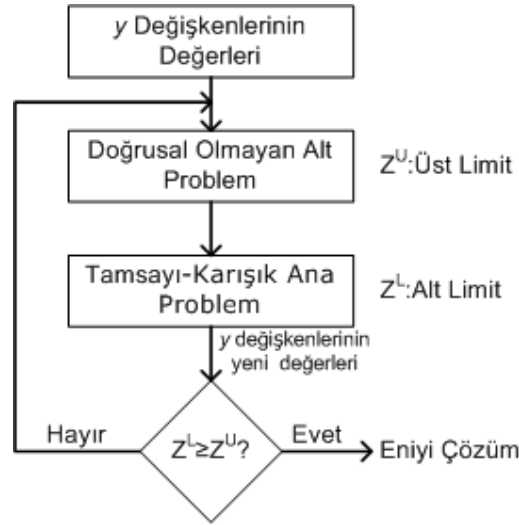 y Değişkenlerinin
Değerleri
Doğrusal Olmayan Alt
Problem
Z^U:Üst Limit
Tamsayı-Karışık Ana
Problem
Z^L:Alt Limit
y değişkenlerinin
yeni değerleri
Hayır
Z^L≥Z^U?
Evet
Eniyi Çözüm